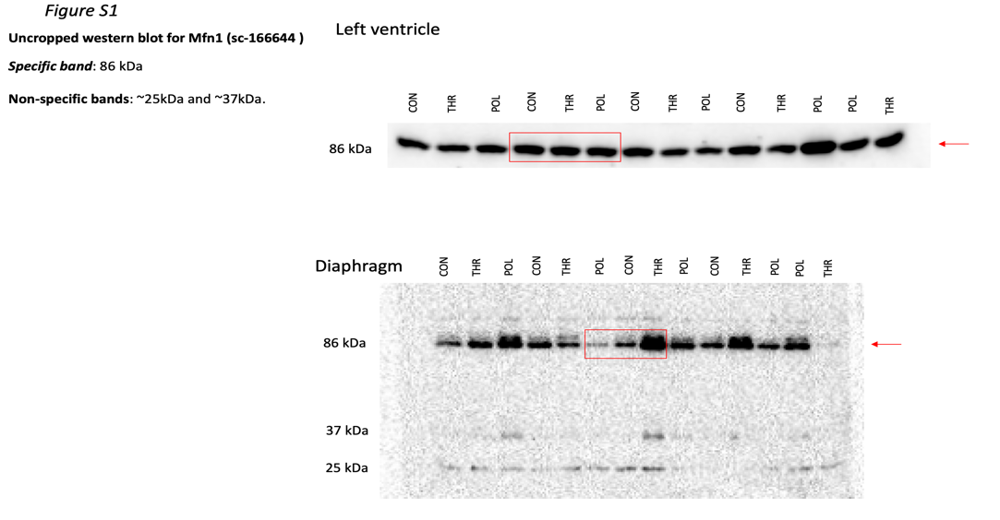 Figure S1
Uncropped western blot for Mfn1 (sc-166644 )
Specific band: 86 kDa
Non-specific bands: ~25kDa and ~37kDa.
Left ventricle
CON THR POL CON THR POL CON THR POL CON THR POL POL THR
86 kDa
Diaphragm
CON THR POL CON THR POL CON THR POL CON THR POL POL THR
86 kDa
37 kDa
25 kDa